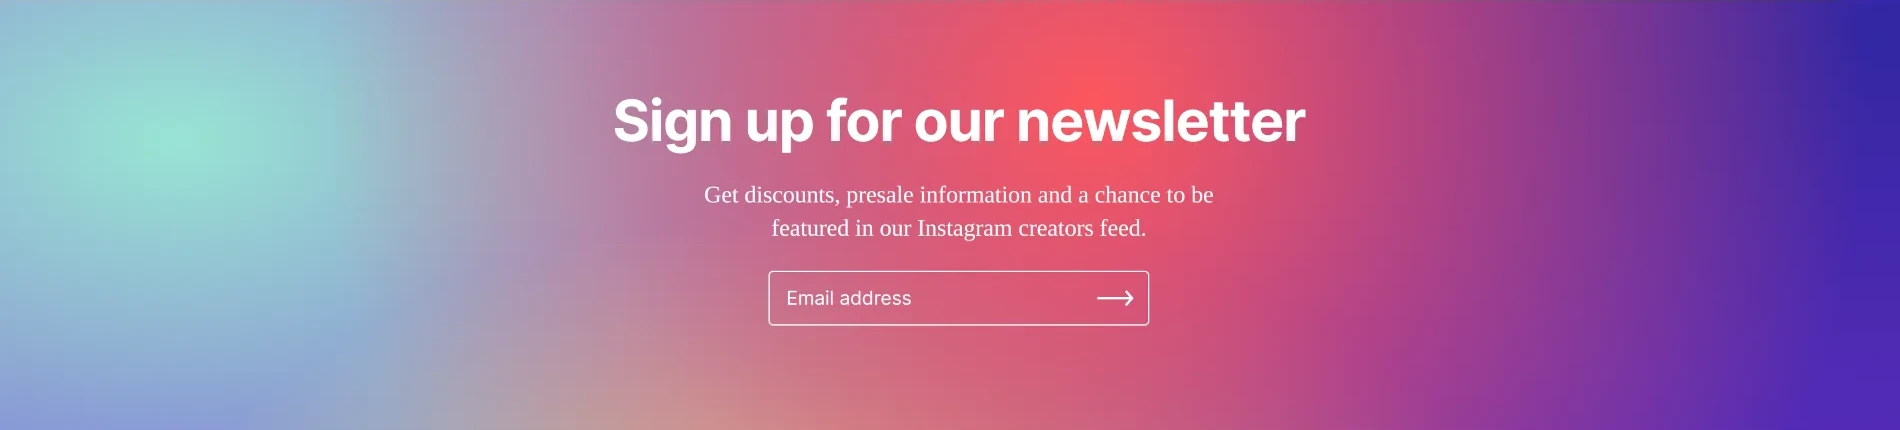 Sign up for our newsletter
Get discounts, presale information and a chance to be
featured in our Instagram creators feed.
Email address